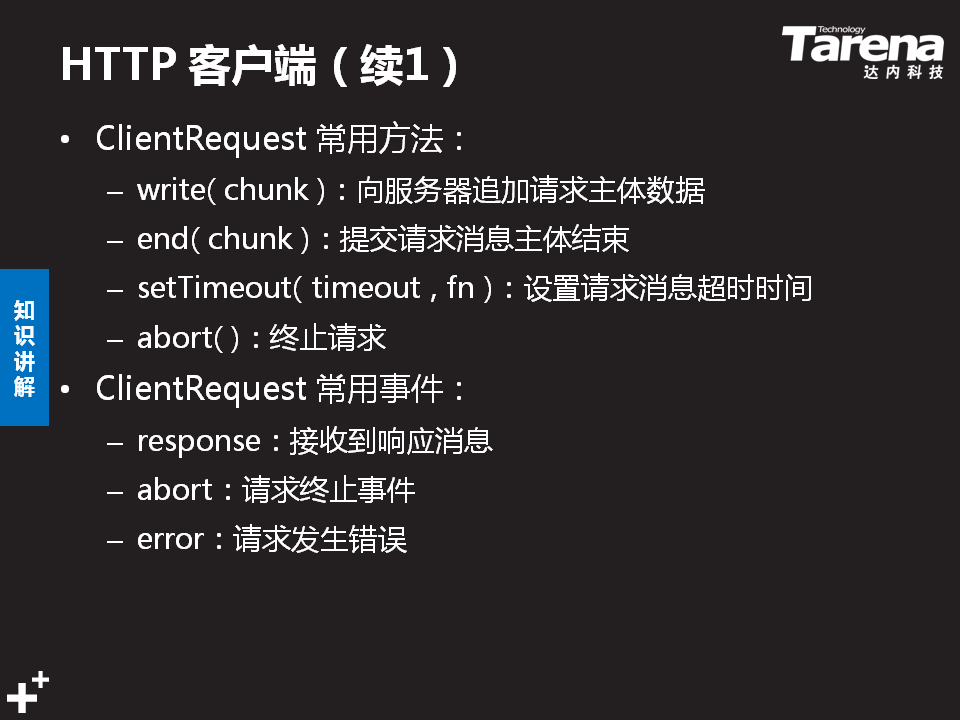 HTTP 客户端（续1）
Technology
Tarena
达内科技
• ClientRequest 常用方法：
– write( chunk )：向服务器追加请求主体数据
– end( chunk )：提交请求消息主体结束
– setTimeout( timeout , fn )：设置请求消息超时时间
– abort( )：终止请求
• ClientRequest 常用事件：
– response：接收到响应消息
– abort：请求终止事件
– error：请求发生错误
知识讲解